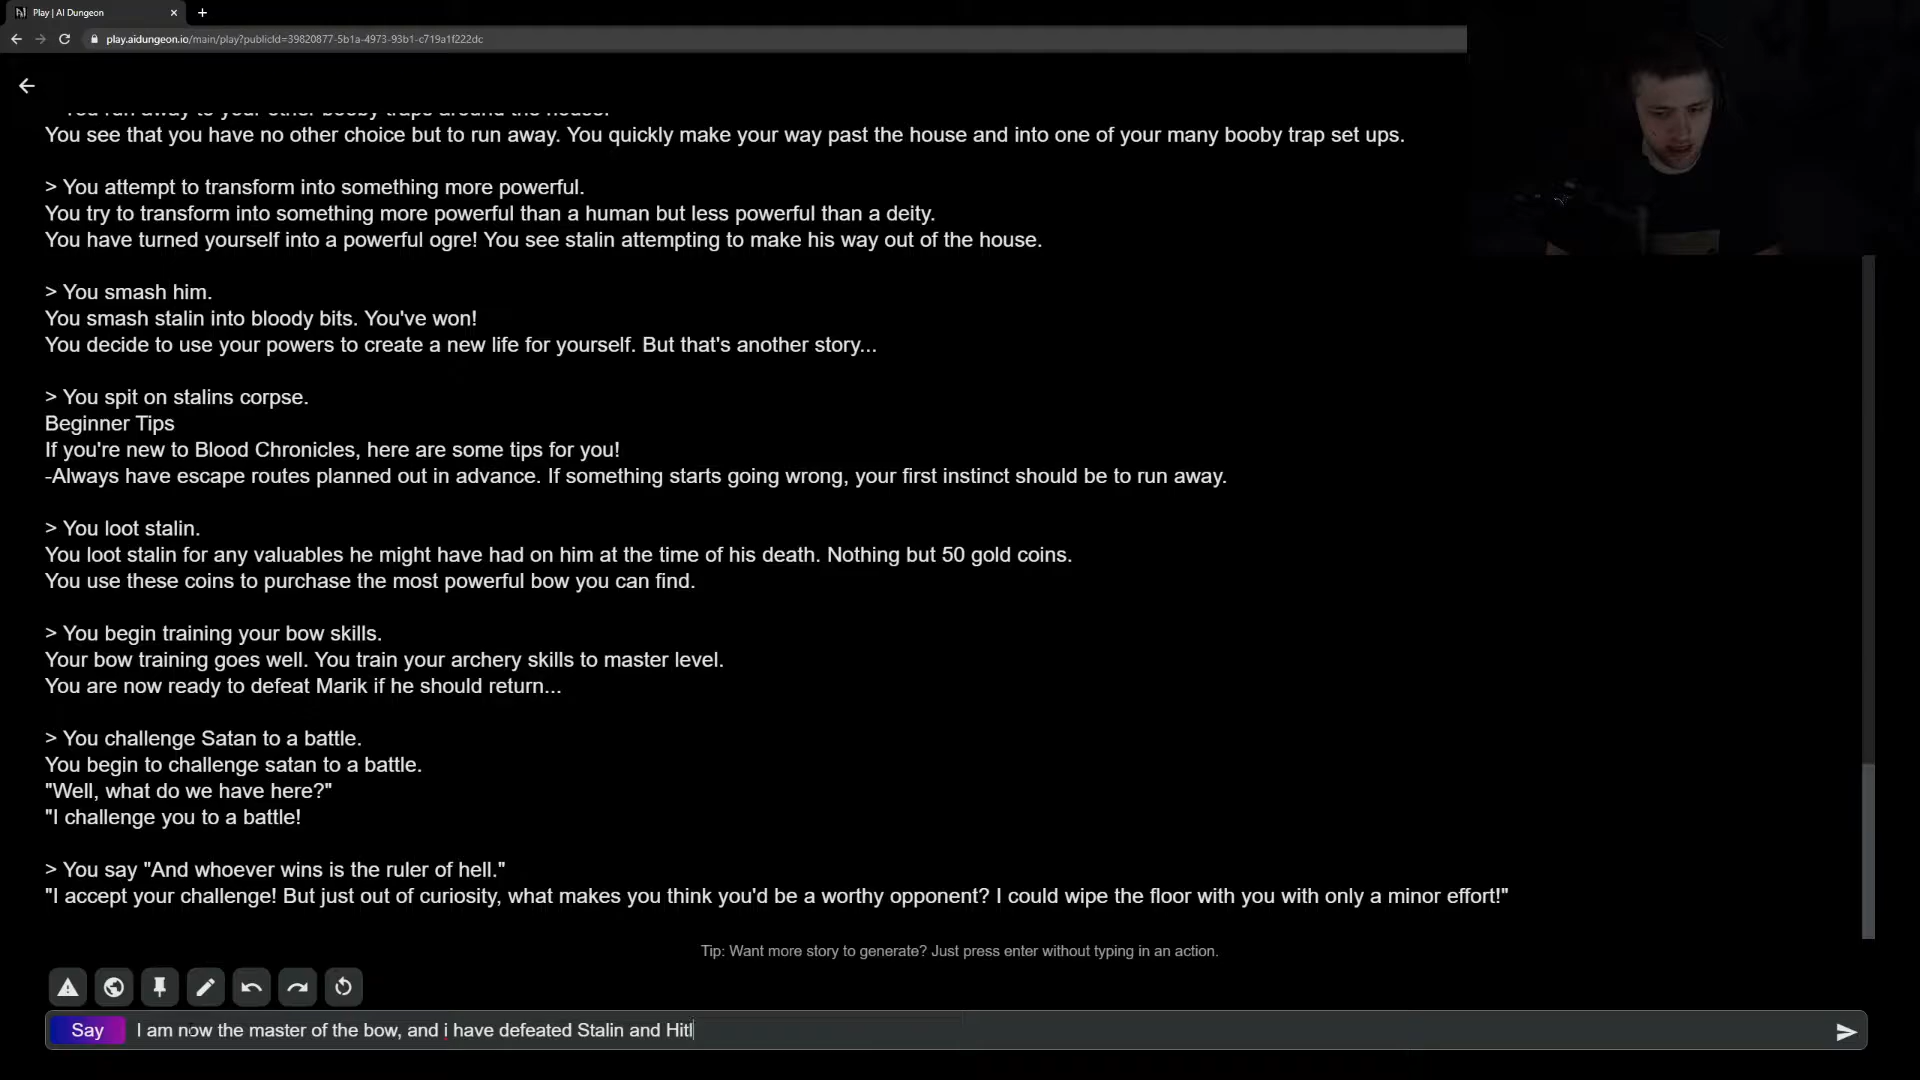 Play | AI Dungeon
play.aidungeon.io/main/play?publicId=39820877-5b1a-4973-93b1-c719a1f222dc
> You run away to your other booby traps around the house.
You see that you have no other choice but to run away. You quickly make your way past the house and into one of your many booby trap set ups.
> You attempt to transform into something more powerful.
You try to transform into something more powerful than a human but less powerful than a deity.
You have turned yourself into a powerful ogre! You see stalin attempting to make his way out of the house.
> You smash him.
You smash stalin into bloody bits. You've won!
You decide to use your powers to create a new life for yourself. But that's another story...
> You spit on stalins corpse.
Beginner Tips
If you're new to Blood Chronicles, here are some tips for you!
-Always have escape routes planned out in advance. If something starts going wrong, your first instinct should be to run away.
> You loot stalin.
You loot stalin for any valuables he might have had on him at the time of his death. Nothing but 50 gold coins.
You use these coins to purchase the most powerful bow you can find.
> You begin training your bow skills.
Your bow training goes well. You train your archery skills to master level.
You are now ready to defeat Marik if he should return...
> You challenge Satan to a battle.
You begin to challenge satan to a battle.
"Well, what do we have here?"
"I challenge you to a battle!
> You say "And whoever wins is the ruler of hell."
"I accept your challenge! But just out of curiosity, what makes you think you'd be a worthy opponent? I could wipe the floor with you with only a minor effort!"
Tip: Want more story to generate? Just press enter without typing in an action.
Say I am now the master of the bow, and i have defeated Stalin and Hitl